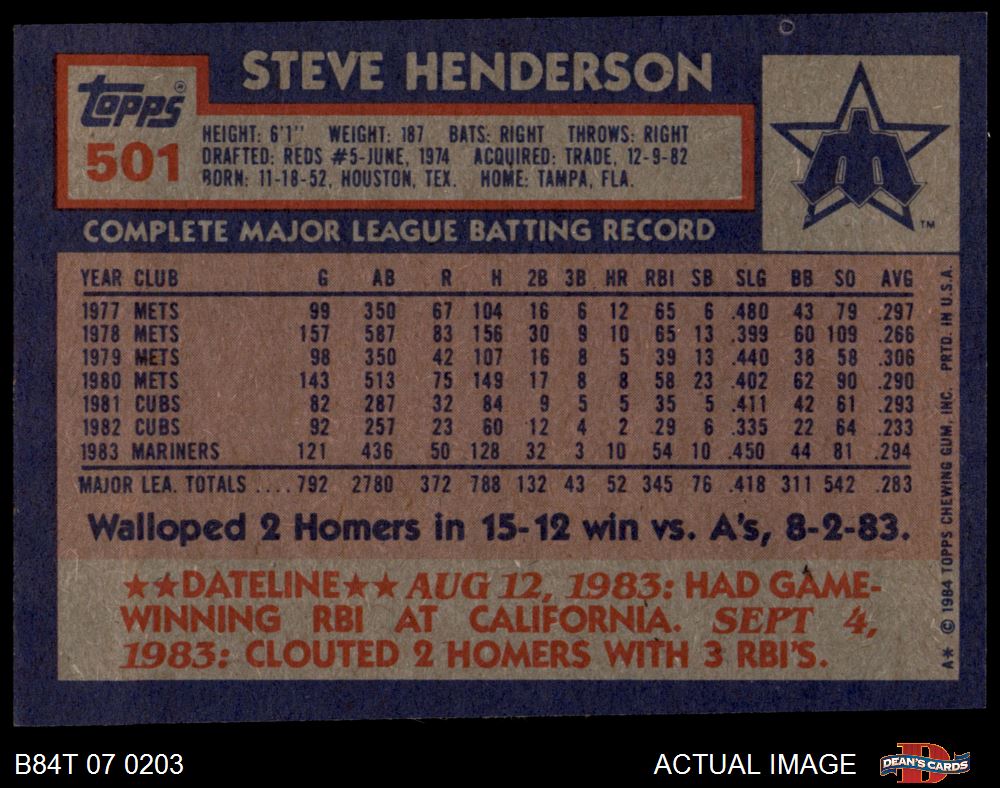 STEVE HENDERSON
Topps®
501
HEIGHT: 6'1" WEIGHT: 187 BATS: RIGHT THROWS: RIGHT
DRAFTED: REDS #5-JUNE, 1974 ACQUIRED: TRADE, 12-9-82
BORN: 11-18-52, HOUSTON, TEX. HOME: TAMPA, FLA.
TM
COMPLETE MAJOR LEAGUE BATTING RECORD
YEAR CLUB G AB R H 2B 3B HR RBI SB SLG BB SO AVG
1977 METS 99 350 67 104 16 6 12 65 6 .480 43 79 .297
1978 METS 157 587 83 156 30 9 10 65 13 .399 60 109 .266
1979 METS 98 350 42 107 16 8 5 39 13 .440 38 58 .306
1980 METS 143 513 75 149 17 8 8 58 23 .402 62 90 .290
1981 CUBS 82 287 32 84 9 5 5 35 5 .411 42 61 .293
1982 CUBS 92 257 23 60 12 4 2 29 6 .335 22 64 .233
1983 MARINERS 121 436 50 128 32 3 10 54 10 .450 44 81 .294
MAJOR LEA. TOTALS .... 792 2780 372 788 132 43 52 345 76 .418 311 542 .283
Walloped 2 Homers in 15-12 win vs. A's, 8-2-83.
★★DATELINE★★ AUG 12, 1983: HAD GAME-
WINNING RBI AT CALIFORNIA. SEPT 4,
1983: CLOUTED 2 HOMERS WITH 3 RBI'S.
A* © 1984 TOPPS CHEWING GUM, INC. PRTD. IN U.S.A.
B84T 07 0203
ACTUAL IMAGE
DEAN'S CARDS